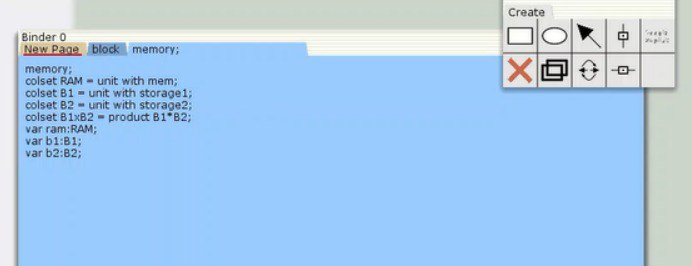 Create
Binder 0
New Page block memory;
memory;
colset RAM = unit with mem;
colset B1 = unit with storage1;
colset B2 = unit with storage2;
colset B1xB2 = product B1*B2;
var ram:RAM;
var b1:B1;
var b2:B2;